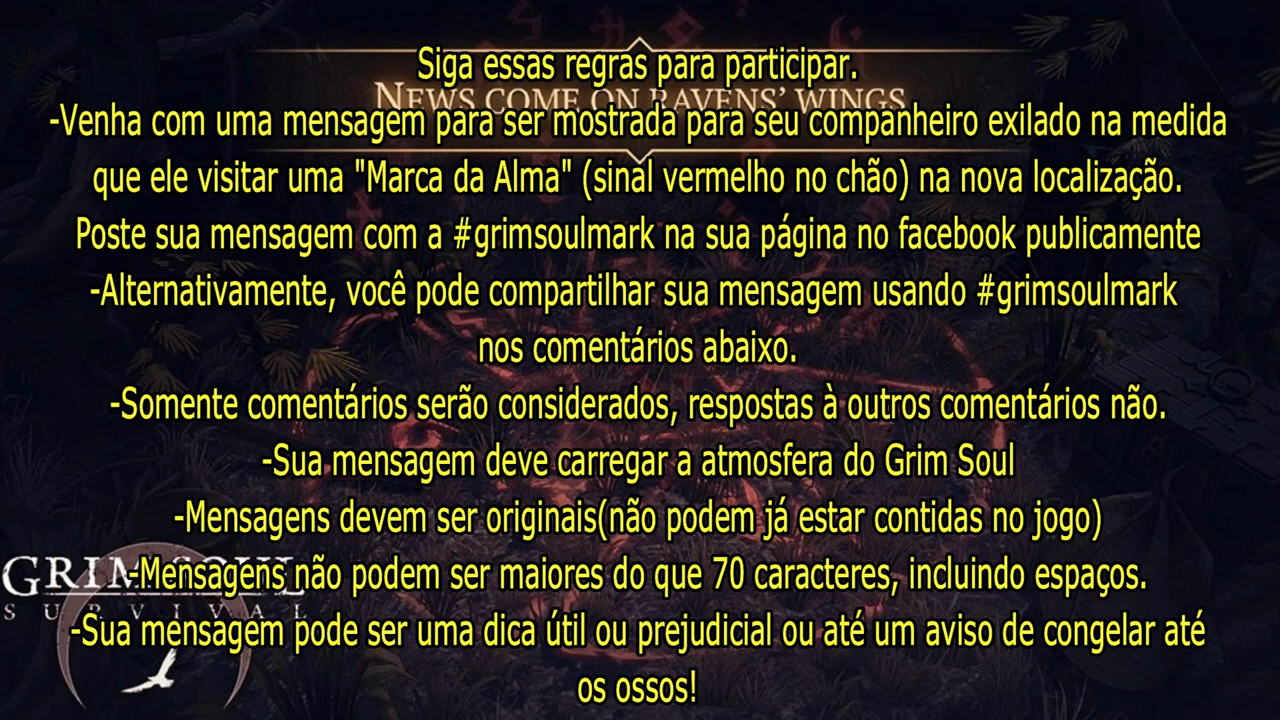 Siga essas regras para participar.
NEWS COME ON RAVENS' WINGS
-Venha com uma mensagem para ser mostrada para seu companheiro exilado na medida
que ele visitar uma "Marca da Alma" (sinal vermelho no chão) na nova localização.
Poste sua mensagem com a #grimsoulmark na sua página no facebook publicamente
-Alternativamente, você pode compartilhar sua mensagem usando #grimsoulmark
nos comentários abaixo.
-Somente comentários serão considerados, respostas à outros comentários não.
-Sua mensagem deve carregar a atmosfera do Grim Soul
-Mensagens devem ser originais(não podem já estar contidas no jogo)
GRIM SOUL
-Mensagens não podem ser maiores do que 70 caracteres, incluindo espaços.
SURVIVAL
-Sua mensagem pode ser uma dica útil ou prejudicial ou até um aviso de congelar até
os ossos!